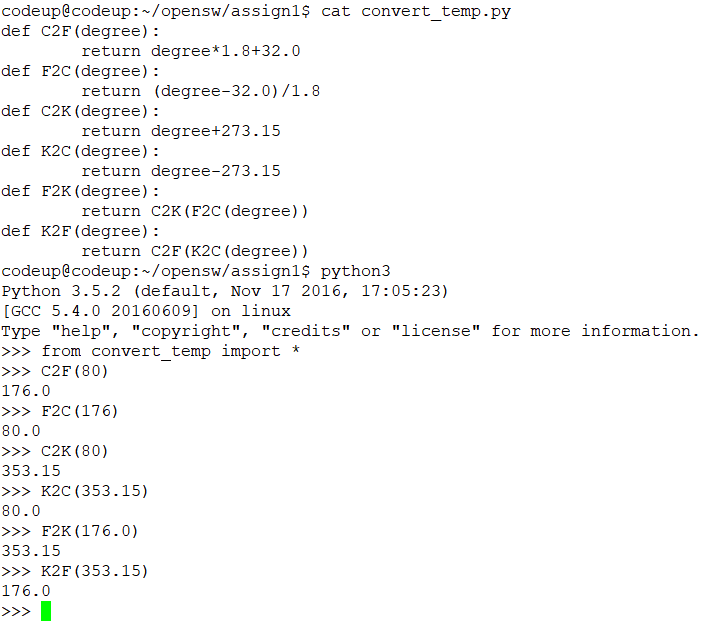 codeup@codeup:~/opensw/assign1$ cat convert_temp.py
def C2F(degree):
        return degree*1.8+32.0
def F2C(degree):
        return (degree-32.0)/1.8
def C2K(degree):
        return degree+273.15
def K2C(degree):
        return degree-273.15
def F2K(degree):
        return C2K(F2C(degree))
def K2F(degree):
        return C2F(K2C(degree))
codeup@codeup:~/opensw/assign1$ python3
Python 3.5.2 (default, Nov 17 2016, 17:05:23)
[GCC 5.4.0 20160609] on linux
Type "help", "copyright", "credits" or "license" for more information.
>>> from convert_temp import *
>>> C2F(80)
176.0
>>> F2C(176)
80.0
>>> C2K(80)
353.15
>>> K2C(353.15)
80.0
>>> F2K(176.0)
353.15
>>> K2F(353.15)
176.0
>>>